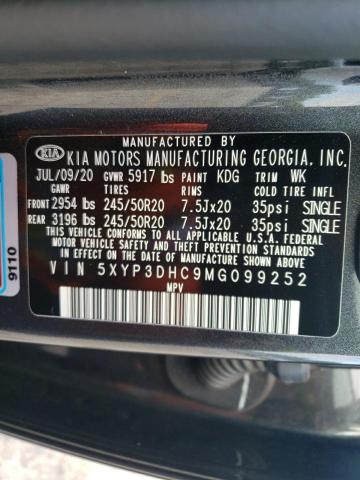 MANUFACTURED BY
KIA KIA MOTORS MANUFACTURING GEORGIA, INC.
JUL/09/20 GVWR 5917 lbs PAINT KDG TRIM WK
GAWR TIRES RIMS COLD TIRE INFL
FRONT 2954 lbs 245/50R20 7.5Jx20 35psi SINGLE
REAR 3196 lbs 245/50R20 7.5Jx20 35psi SINGLE
THIS VEHICLE CONFORMS TO ALL APPLICABLE U.S.A. FEDERAL
MOTOR VEHICLE SAFETY, BUMPER, AND THEFT PREVENTION
STANDARDS IN EFFECT ON THE DATE OF MANUFACTURE SHOWN ABOVE.
VIN 5XYP3DHC9MG099252
MPV
9110